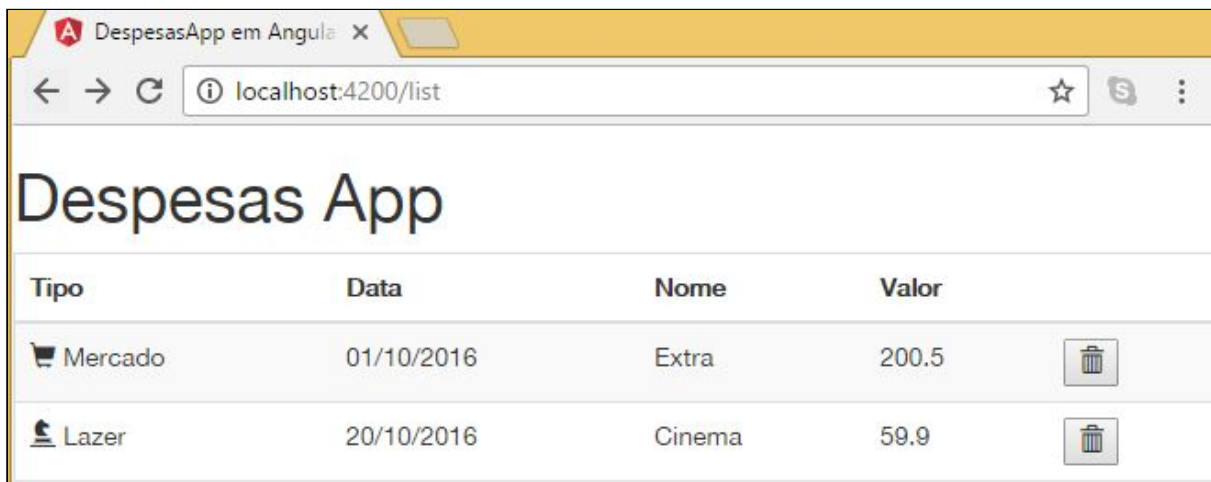 DespesasApp em Angula
localhost:4200/list
Despesas App
Tipo Data Nome Valor
Mercado 01/10/2016 Extra 200.5
Lazer 20/10/2016 Cinema 59.9